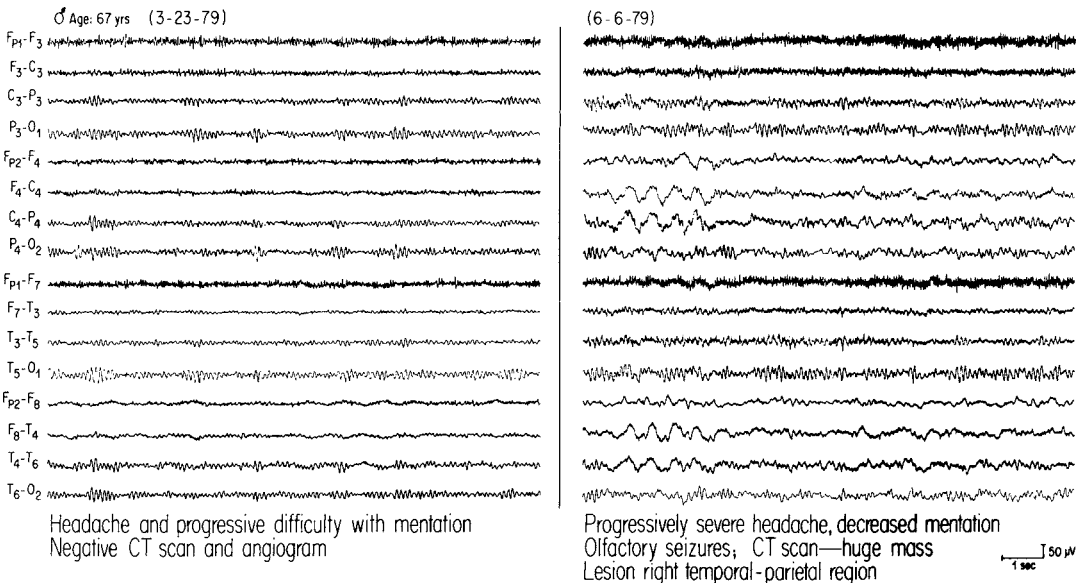 ♂ Age: 67 yrs (3-23-79)
(6-6-79)
FP1-F3
F3-C3
C3-P3
P3-O1
FP2-F4
F4-C4
C4-P4
P4-O2
FP1-F7
F7-T3
T3-T5
T5-O1
FP2-F8
F8-T4
T4-T6
T6-O2
Headache and progressive difficulty with mentation
Negative CT scan and angiogram
Progressively severe headache, decreased mentation
Olfactory seizures; CT scan—huge mass
Lesion right temporal-parietal region
50 μV
1 sec